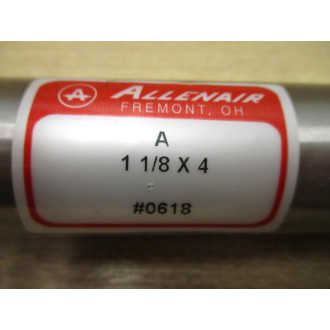 A ALLENAIR
FREMONT, OH
A
1 1/8 X 4
#0618